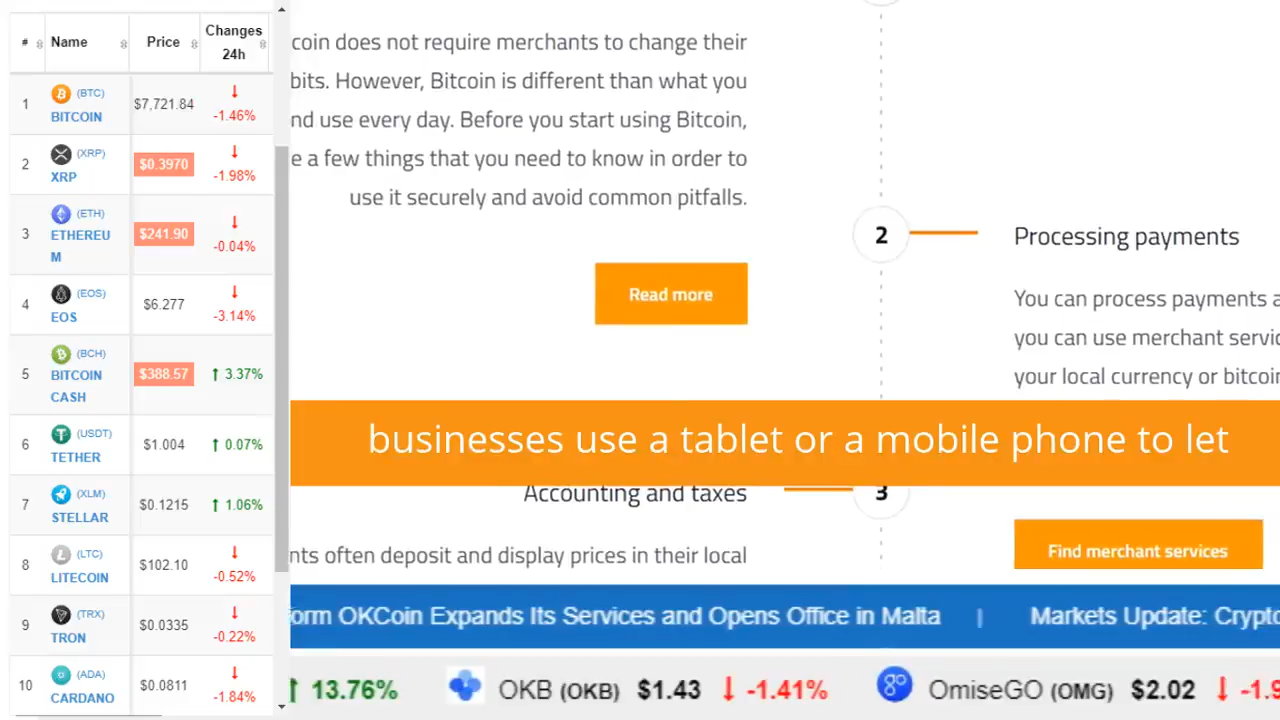 # Name Price Changes 24h
1 (BTC) BITCOIN $7,721.84 -1.46%
2 (XRP) XRP $0.3970 -1.98%
3 (ETH) ETHEREUM $241.90 -0.04%
4 (EOS) EOS $6.277 -3.14%
5 (BCH) BITCOIN CASH $388.57 3.37%
6 (USDT) TETHER $1.004 0.07%
7 (XLM) STELLAR $0.1215 1.06%
8 (LTC) LITECOIN $102.10 -0.52%
9 (TRX) TRON $0.0335 -0.22%
10 (ADA) CARDANO $0.0811 -1.84%
coin does not require merchants to change their
bits. However, Bitcoin is different than what you
nd use every day. Before you start using Bitcoin,
e a few things that you need to know in order to
use it securely and avoid common pitfalls.
Read more
2 Processing payments
You can process payments a
you can use merchant servic
your local currency or bitcoin
businesses use a tablet or a mobile phone to let
Accounting and taxes 3
Find merchant services
nts often deposit and display prices in their local
form OKCoin Expands Its Services and Opens Office in Malta | Markets Update: Crypto
13.76% OKB (OKB) $1.43 -1.41% OmiseGO (OMG) $2.02 -1.9